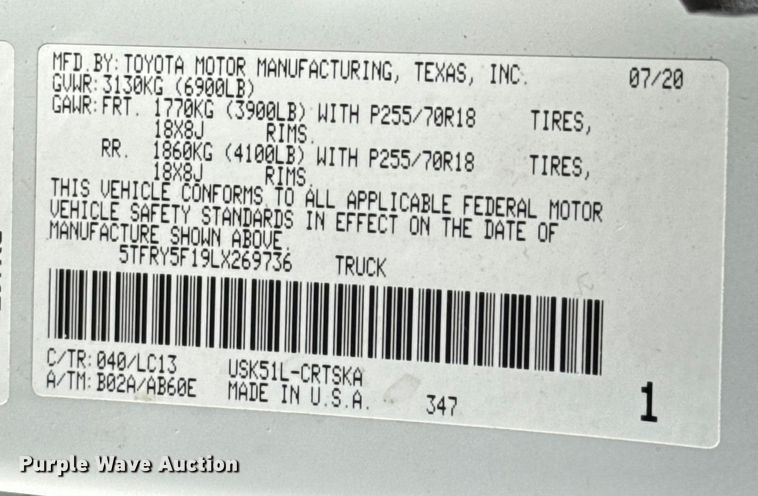 MFD.BY:TOYOTA MOTOR MANUFACTURING, TEXAS, INC. 07/20
GVWR:3130KG (6900LB)
GAWR:FRT. 1770KG (3900LB) WITH P255/70R18 TIRES,
18X8J RIMS.
RR. 1860KG (4100LB) WITH P255/70R18 TIRES,
18X8J RIMS.
THIS VEHICLE CONFORMS TO ALL APPLICABLE FEDERAL MOTOR
VEHICLE SAFETY STANDARDS IN EFFECT ON THE DATE OF
MANUFACTURE SHOWN ABOVE.
5TFRY5F19LX269736 TRUCK
C/TR:040/LC13 USK51L-CRTSKA
A/TM:B02A/AB60E MADE IN U.S.A. 347 1
Purple Wave Auction